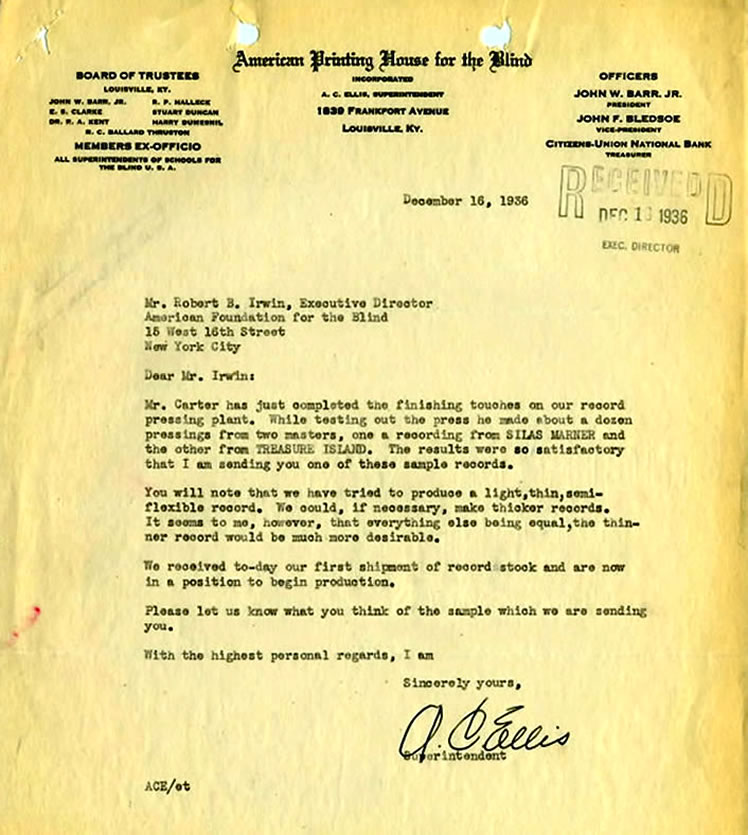 American Printing House for the Blind
INCORPORATED
A. C. ELLIS, SUPERINTENDENT
1839 FRANKFORT AVENUE
LOUISVILLE, KY.
BOARD OF TRUSTEES
LOUISVILLE, KY.
JOHN W. BARR, JR. R. P. HALLECK
E. S. CLARKE STUART DUNCAN
DR. R. A. KENT HARRY DUMESNIL
R. C. BALLARD THRUSTON
MEMBERS EX-OFFICIO
ALL SUPERINTENDENTS OF SCHOOLS FOR
THE BLIND U. S. A.
OFFICERS
JOHN W. BARR, JR.
PRESIDENT
JOHN F. BLEDSOE
VICE-PRESIDENT
CITIZENS-UNION NATIONAL BANK
TREASURER
December 16, 1936
RECEIVED D
DEC 1 1936
EXEC. DIRECTOR
Mr. Robert B. Irwin, Executive Director
American Foundation for the Blind
15 West 16th Street
New York City
Dear Mr. Irwin:
Mr. Carter has just completed the finishing touches on our record
pressing plant. While testing out the press he made about a dozen
pressings from two masters, one a recording from SILAS MARNER and
the other from TREASURE ISLAND. The results were so satisfactory
that I am sending you one of these sample records.
You will note that we have tried to produce a light,thin,semi-
flexible record. We could, if necessary, make thicker records.
It seems to me, however, that everything else being equal,the thin-
ner record would be much more desirable.
We received to-day our first shipment of record stock and are now
in a position to begin production.
Please let us know what you think of the sample which we are sending
you.
With the highest personal regards, I am
Sincerely yours,
A. C Ellis
Superintendent
ACE/et